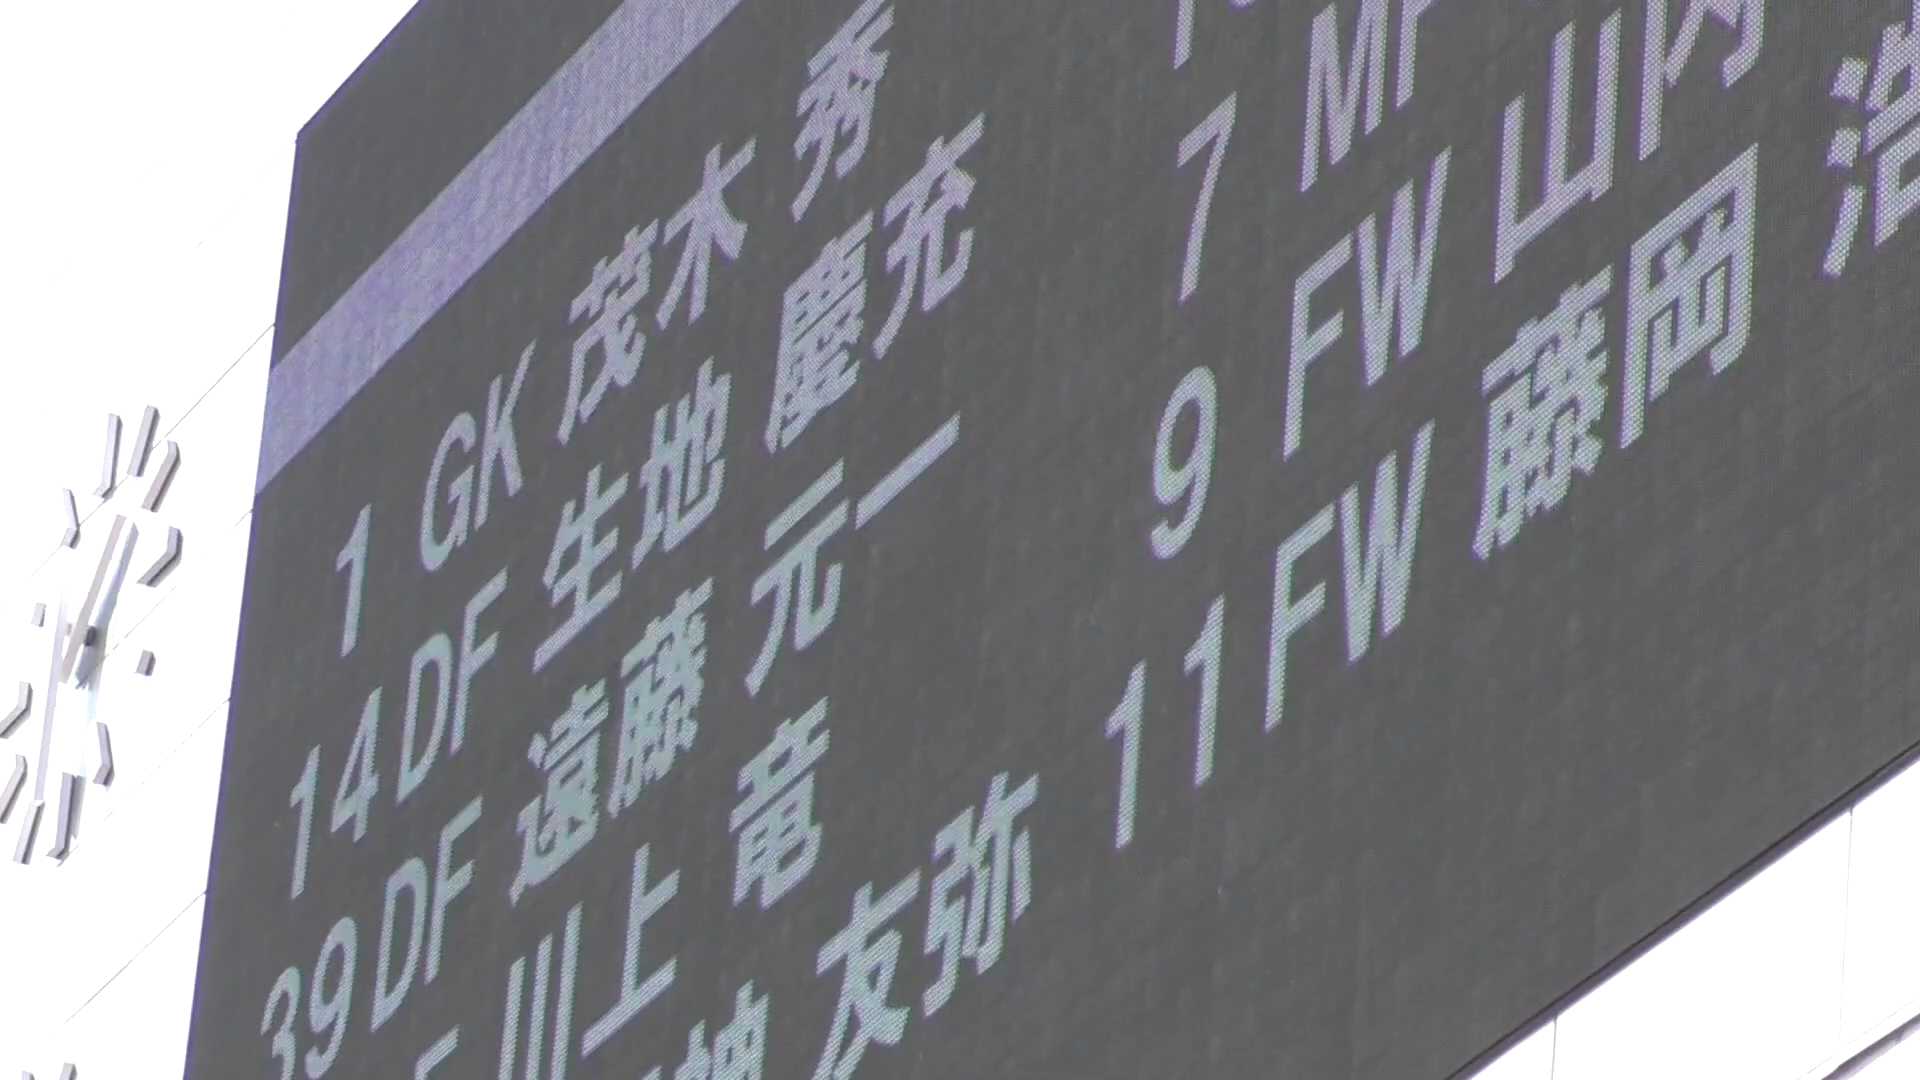 1 GK 茂木 秀
14 DF 生地 慶充
39 DF 遠藤 元一
川上 竜
友弥
MF
7 FW 山内
9 FW 藤岡 浩
11